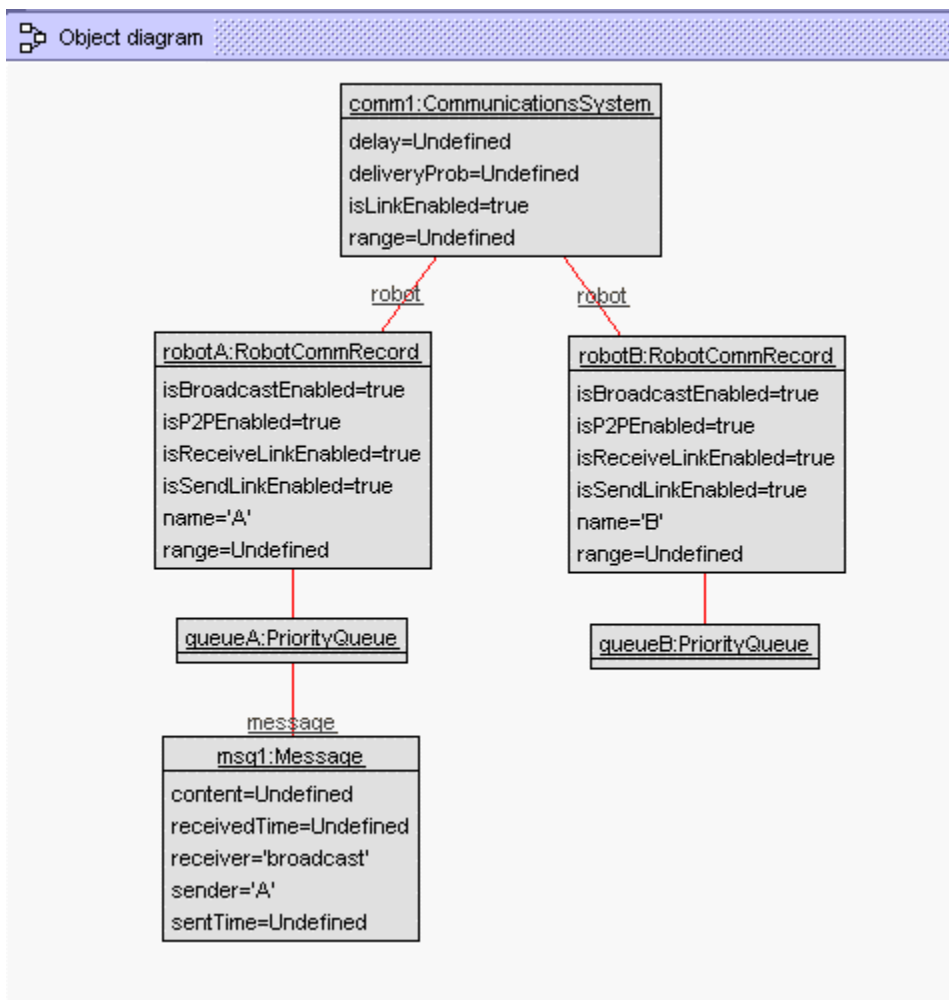 Object diagram
comm1:CommunicationsSystem
delay=Undefined
deliveryProb=Undefined
isLinkEnabled=true
range=Undefined
robot
robot
robotA:RobotCommRecord
isBroadcastEnabled=true
isP2PEnabled=true
isReceiveLinkEnabled=true
isSendLinkEnabled=true
name='A'
range=Undefined
robotB:RobotCommRecord
isBroadcastEnabled=true
isP2PEnabled=true
isReceiveLinkEnabled=true
isSendLinkEnabled=true
name='B'
range=Undefined
queueA:PriorityQueue
queueB:PriorityQueue
message
msg1:Message
content=Undefined
receivedTime=Undefined
receiver='broadcast'
sender='A'
sentTime=Undefined